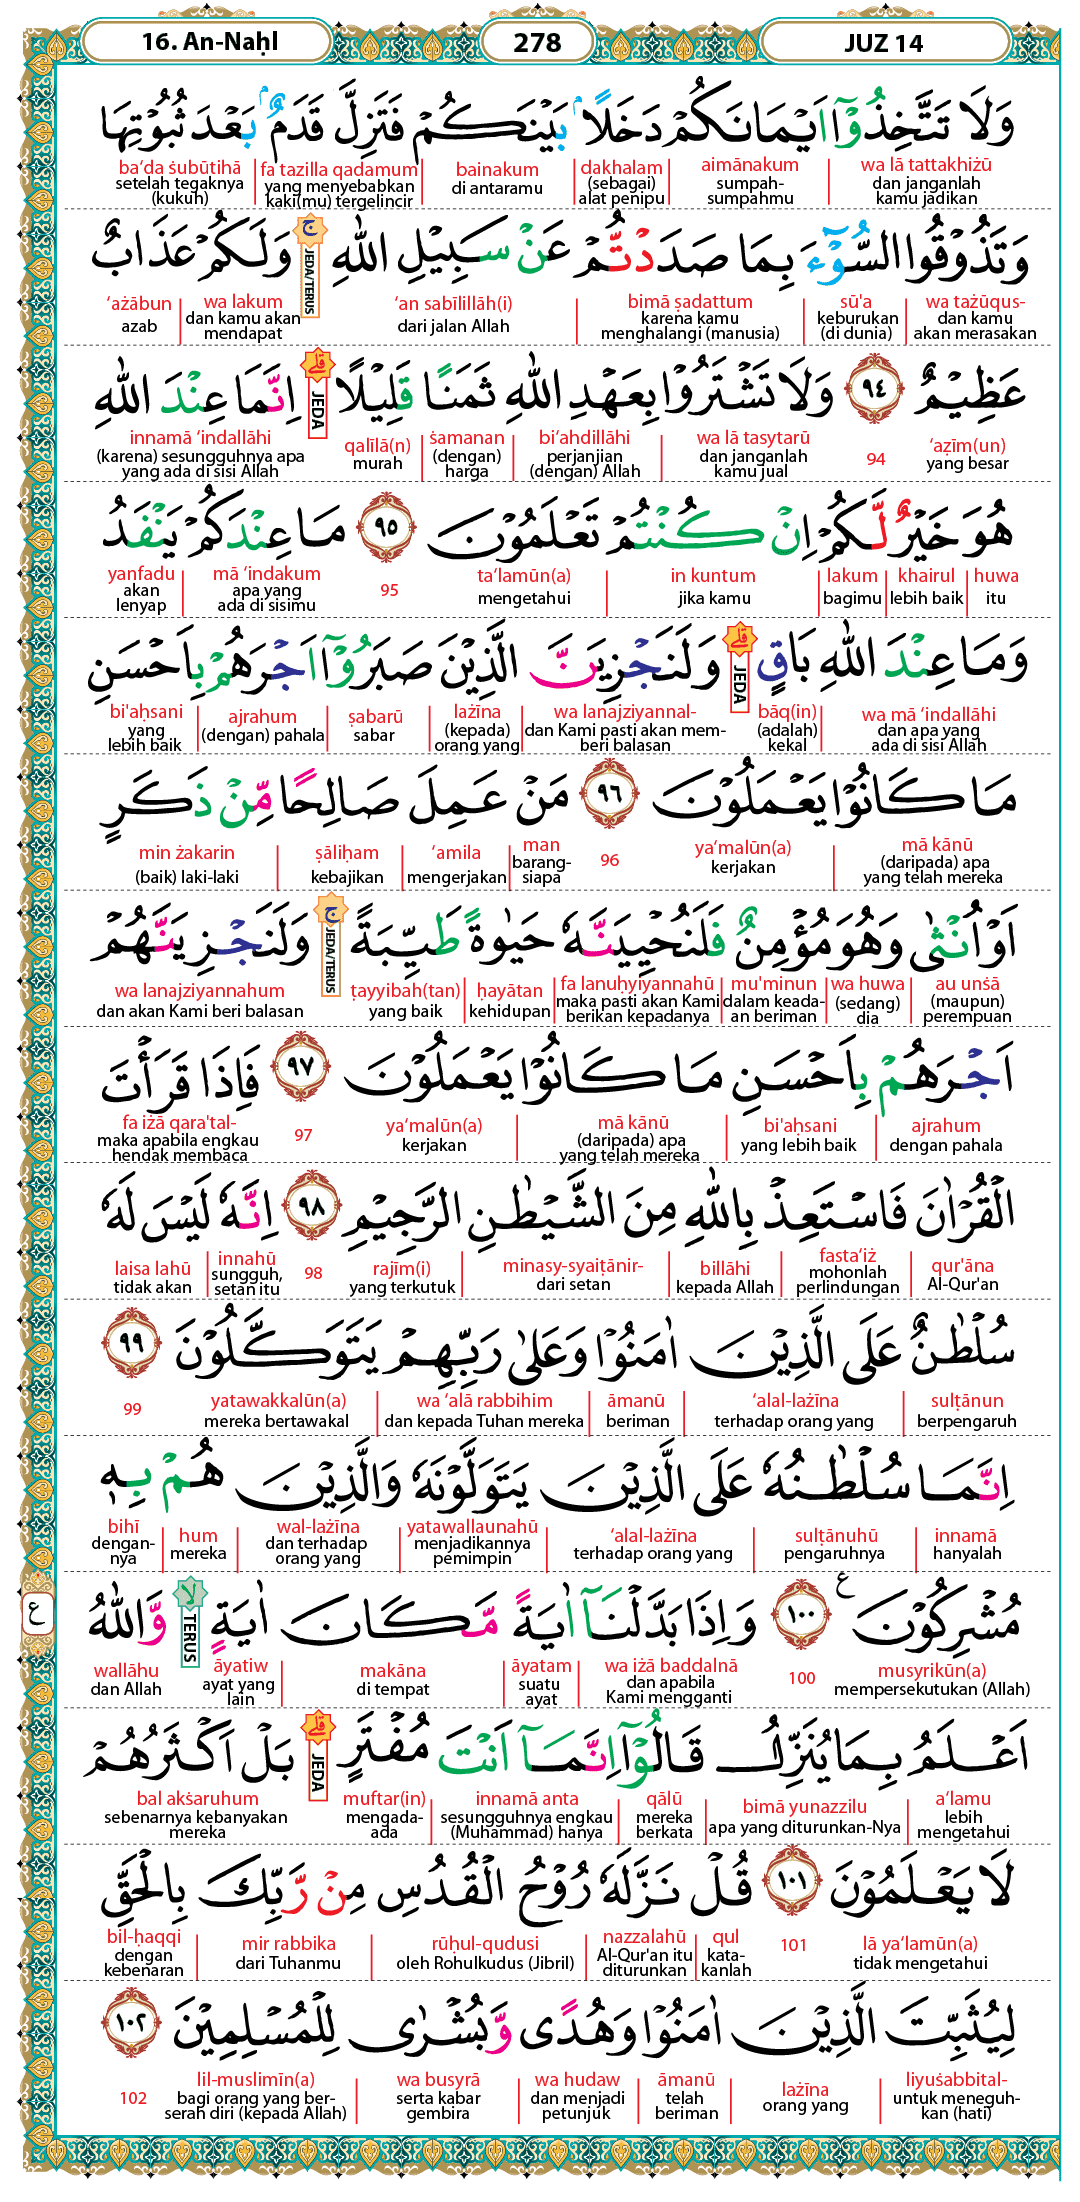 16. An-Naḥl 278 JUZ 14
وَلَا تَتَّخِذُوْٓا اَيْمَانَكُمْ دَخَلًاۢ بَيْنَكُمْ فَتَزِلَّ قَدَمٌۢ بَعْدَ ثُبُوْتِهَا
wa lā tattakhiżū aimānakum dakhalam bainakum fa tazilla qadamum ba‘da ṡubūtihā
dan janganlah kamu jadikan sumpah-sumpahmu (sebagai) alat penipu di antaramu yang menyebabkan kaki(mu) tergelincir setelah tegaknya (kukuh)
وَتَذُوْقُوا السُّوْۤءَ بِمَا صَدَدْتُّمْ عَنْ سَبِيْلِ اللّٰهِ ۚ JEDA/TERUS وَلَكُمْ عَذَابٌ
wa tażūqus- sū'a bimā ṣadattum ‘an sabīlillāh(i) wa lakum ‘ażābun
dan kamu akan merasakan keburukan (di dunia) karena kamu menghalangi (manusia) dari jalan Allah dan kamu akan mendapat azab
عَظِيْمٌ ٩٤ وَلَا تَشْتَرُوْا بِعَهْدِ اللّٰهِ ثَمَنًا قَلِيْلًا ۗ JEDA اِنَّمَا عِنْدَ اللّٰهِ
‘aẓīm(un) 94 wa lā tasytarū bi‘ahdillāhi ṡamanan qalīlā(n) innamā ‘indallāhi
yang besar dan janganlah kamu jual perjanjian (dengan) Allah (dengan) harga murah (karena) sesungguhnya apa yang ada di sisi Allah
هُوَ خَيْرٌ لَّكُمْ اِنْ كُنْتُمْ تَعْلَمُوْنَ ٩٥ مَا عِنْدَكُمْ يَنْفَدُ
huwa khairul lakum in kuntum ta‘lamūn(a) 95 mā ‘indakum yanfadu
itu lebih baik bagimu jika kamu mengetahui apa yang ada di sisimu akan lenyap
وَمَا عِنْدَ اللّٰهِ بَاقٍ ۗ JEDA وَلَنَجْزِيَنَّ الَّذِيْنَ صَبَرُوْٓا اَجْرَهُمْ بِاَحْسَنِ
wa mā ‘indallāhi bāq(in) wa lanajziyannal- lażīna ṣabarū ajrahum bi'aḥsani
dan apa yang ada di sisi Allah (adalah) kekal dan Kami pasti akan mem-beri balasan (kepada) orang yang sabar (dengan) pahala yang lebih baik
مَا كَانُوْا يَعْمَلُوْنَ ٩٦ مَنْ عَمِلَ صَالِحًا مِّنْ ذَكَرٍ
mā kānū ya‘malūn(a) 96 man ‘amila ṣāliḥam min żakarin
(daripada) apa yang telah mereka kerjakan barang-siapa mengerjakan kebajikan (baik) laki-laki
اَوْ اُنْثٰى وَهُوَ مُؤْمِنٌ فَلَنُحْيِيَنَّهٗ حَيٰوةً طَيِّبَةً ۚ JEDA/TERUS وَلَنَجْزِيَنَّهُمْ
au unṡā wa huwa mu'minun fa lanuḥyiyannahū ḥayātan ṭayyibah(tan) wa lanajziyannahum
(maupun) perempuan (sedang) dia dalam keada-an beriman maka pasti akan Kami berikan kepadanya kehidupan yang baik dan akan Kami beri balasan
اَجْرَهُمْ بِاَحْسَنِ مَا كَانُوْا يَعْمَلُوْنَ ٩٧ فَاِذَا قَرَأْتَ
ajrahum bi'aḥsani mā kānū ya‘malūn(a) 97 fa iżā qara'tal-
dengan pahala yang lebih baik (daripada) apa yang telah mereka kerjakan maka apabila engkau hendak membaca
الْقُرْاٰنَ فَاسْتَعِذْ بِاللّٰهِ مِنَ الشَّيْطٰنِ الرَّجِيْمِ ٩٨ اِنَّهٗ لَيْسَ لَهٗ
qur'āna fasta‘iż billāhi minasy-syaiṭānir- rajīm(i) 98 innahū laisa lahū
Al-Qur'an mohonlah perlindungan kepada Allah dari setan yang terkutuk sungguh, setan itu tidak akan
سُلْطٰنٌ عَلَى الَّذِيْنَ اٰمَنُوْا وَعَلٰى رَبِّهِمْ يَتَوَكَّلُوْنَ ٩٩
sulṭānun ‘alal-lażīna āmanū wa ‘alā rabbihim yatawakkalūn(a) 99
berpengaruh terhadap orang yang beriman dan kepada Tuhan mereka mereka bertawakal
اِنَّمَا سُلْطٰنُهٗ عَلَى الَّذِيْنَ يَتَوَلَّوْنَهٗ وَالَّذِيْنَ هُمْ بِهٖ
innamā sulṭānuhū ‘alal-lażīna yatawallaunahū wal-lażīna hum bihī
hanyalah pengaruhnya terhadap orang yang menjadikannya pemimpin dan terhadap orang yang mereka dengan-nya
مُشْرِكُوْنَ ࣖ ١٠٠ وَاِذَا بَدَّلْنَآ اٰيَةً مَّكَانَ اٰيَةٍ ۙ TERUS وَّاللّٰهُ ع
musyrikūn(a) 100 wa iżā baddalnā āyatam makāna āyatiw wallāhu
mempersekutukan (Allah) dan apabila Kami mengganti suatu ayat di tempat ayat yang lain dan Allah
اَعْلَمُ بِمَا يُنَزِّلُ قَالُوْٓا اِنَّمَآ اَنْتَ مُفْتَرٍ ۗ JEDA بَلْ اَكْثَرُهُمْ
a‘lamu bimā yunazzilu qālū innamā anta muftar(in) bal akṡaruhum
lebih mengetahui apa yang diturunkan-Nya mereka berkata sesungguhnya engkau (Muhammad) hanya mengada-ada sebenarnya kebanyakan mereka
لَا يَعْلَمُوْنَ ١٠١ قُلْ نَزَّلَهٗ رُوْحُ الْقُدُسِ مِنْ رَّبِّكَ بِالْحَقِّ
lā ya‘lamūn(a) 101 qul nazzalahū rūḥul-qudusi mir rabbika bil-ḥaqqi
tidak mengetahui kata-kanlah Al-Qur'an itu diturunkan oleh Rohulkudus (Jibril) dari Tuhanmu dengan kebenaran
لِيُثَبِّتَ الَّذِيْنَ اٰمَنُوْا وَهُدًى وَّبُشْرٰى لِلْمُسْلِمِيْنَ ١٠٢
liyuṡabbital- lażīna āmanū wa hudaw wa busyrā lil-muslimīn(a) 102
untuk meneguh-kan (hati) orang yang telah beriman dan menjadi petunjuk serta kabar gembira bagi orang yang ber-serah diri (kepada Allah)